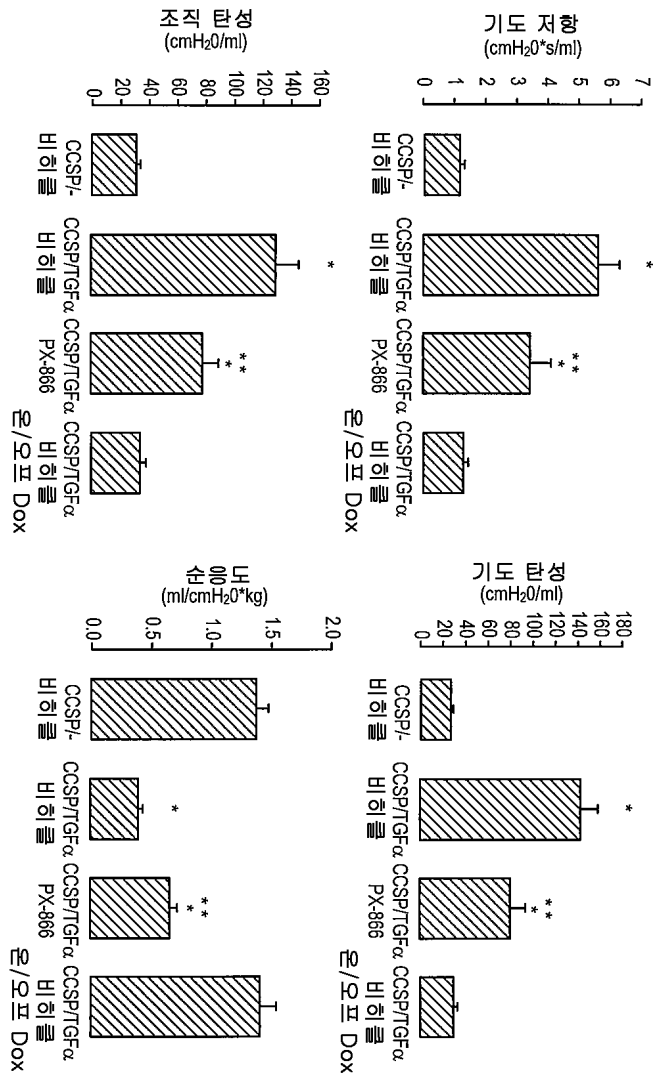 기도 저항
(cmH₂0*s/ml)
7
6
5
4
3
2
1
0
*
*
**
CCSP/-
비히클
CCSP/TGFα
비히클
CCSP/TGFα
PX-866
CCSP/TGFα
비히클
온/오프 Dox
기도 탄성
(cmH₂0/ml)
180
160
140
120
100
80
60
40
20
0
*
*
**
CCSP/-
비히클
CCSP/TGFα
비히클
CCSP/TGFα
PX-866
CCSP/TGFα
비히클
온/오프 Dox
조직 탄성
(cmH₂0/ml)
160
140
120
100
80
60
40
20
0
*
*
**
CCSP/-
비히클
CCSP/TGFα
비히클
CCSP/TGFα
PX-866
CCSP/TGFα
비히클
온/오프 Dox
순응도
(ml/cmH₂0*kg)
2.0
1.5
1.0
0.5
0.0
*
*
**
CCSP/-
비히클
CCSP/TGFα
비히클
CCSP/TGFα
PX-866
CCSP/TGFα
비히클
온/오프 Dox